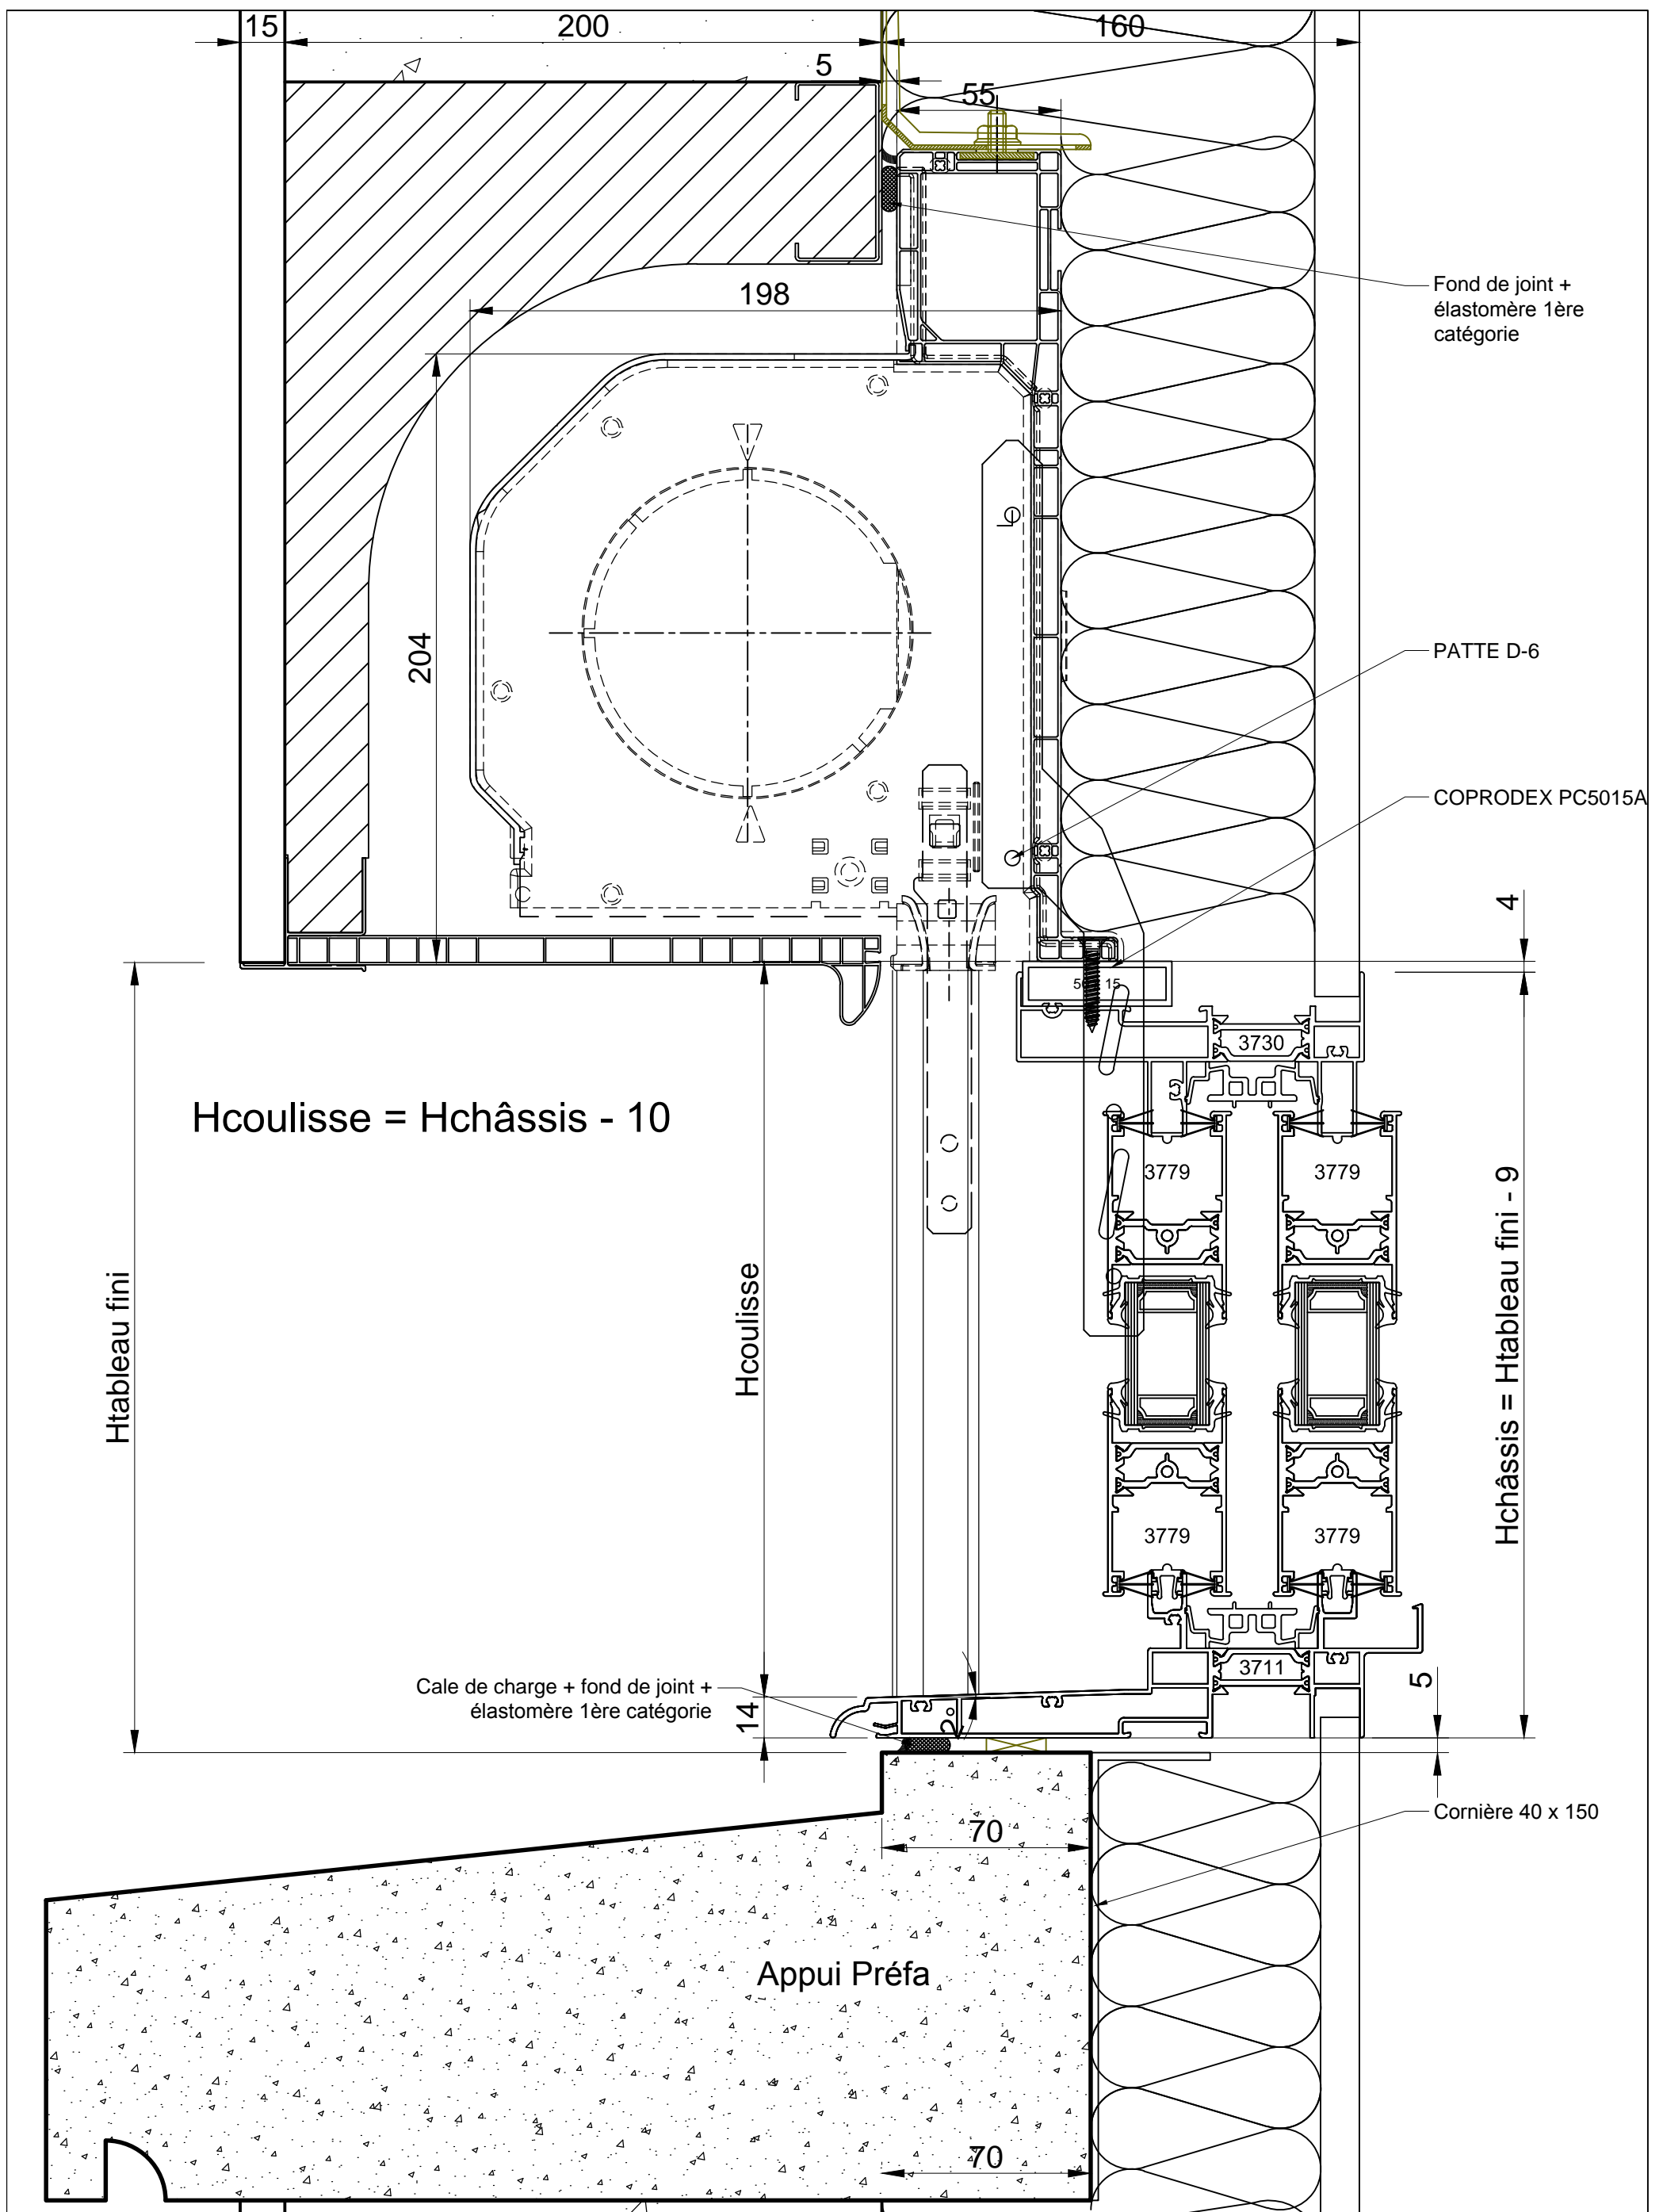 15
200
160
5
55
198
Fond de joint +
élastomère 1ère
catégorie
204
PATTE D-6
COPRODEX PC5015A
4
15
3730
Hcoulisse = Hchâssis - 10
3779
3779
Htableau fini
Hcoulisse
Hchâssis = Htableau fini - 9
3779
3779
3711
Cale de charge + fond de joint +
élastomère 1ère catégorie
14
2°
5
Cornière 40 x 150
70
Appui Préfa
70